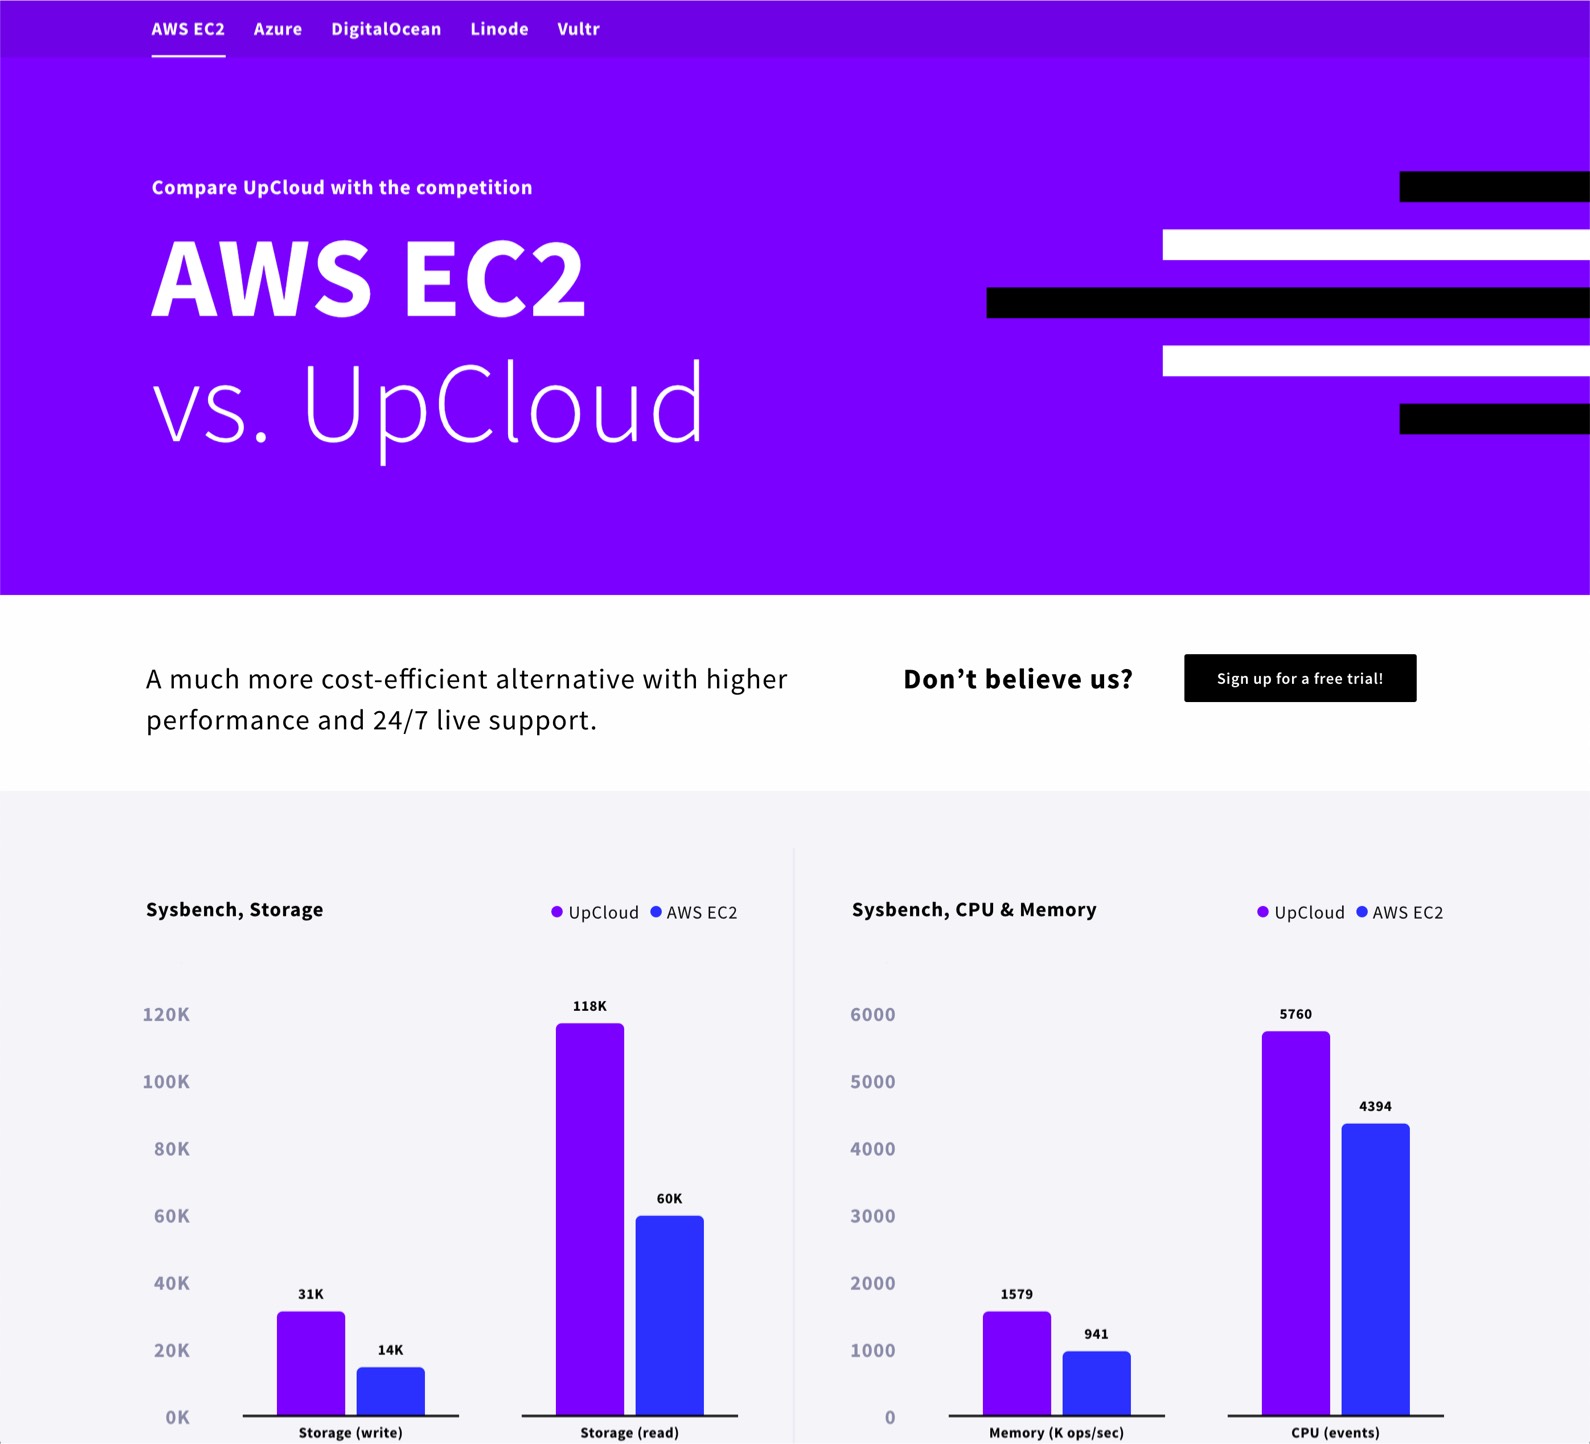 AWS EC2 Azure DigitalOcean Linode Vultr
Compare UpCloud with the competition
AWS EC2
vs. UpCloud
A much more cost-efficient alternative with higher
performance and 24/7 live support.
Don’t believe us?
Sign up for a free trial!
Sysbench, Storage
UpCloud AWS EC2
120K
100K
80K
60K
40K
20K
0K
31K
14K
118K
60K
Storage (write)
Storage (read)
Sysbench, CPU & Memory
UpCloud AWS EC2
6000
5000
4000
3000
2000
1000
0
1579
941
5760
4394
Memory (K ops/sec)
CPU (events)